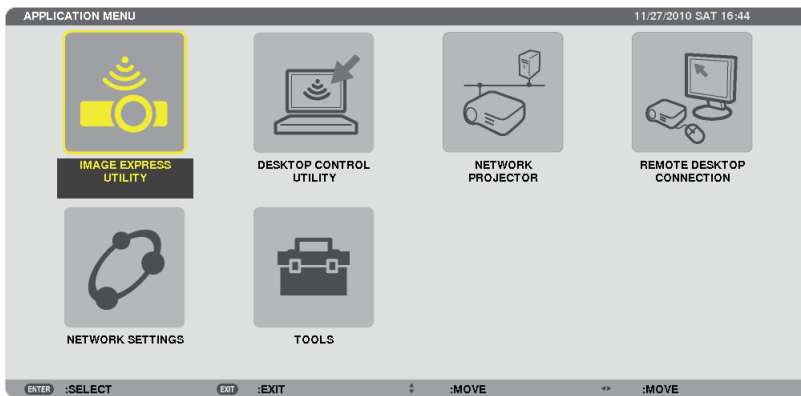 APPLICATION MENU
11/27/2010 SAT 16:44
IMAGE EXPRESS
UTILITY
DESKTOP CONTROL
UTILITY
NETWORK
PROJECTOR
REMOTE DESKTOP
CONNECTION
NETWORK SETTINGS
TOOLS
ENTER :SELECT
EXIT :EXIT
:MOVE
:MOVE